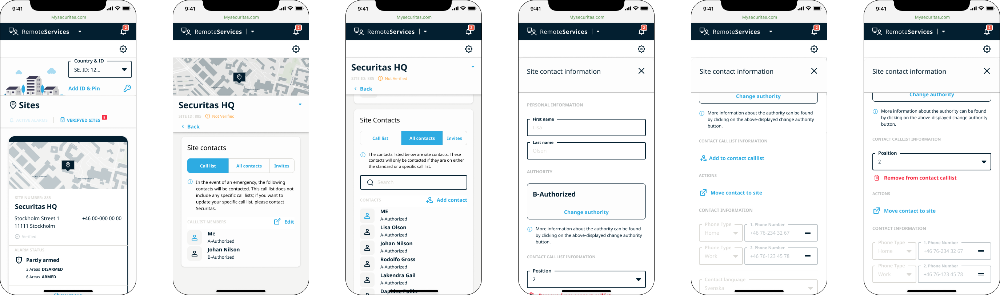 9:41
Mysecuritas.com
RemoteServices
2
Country & ID
SE, ID: 12...
Add ID & Pin
Sites
ACTIVE ALARMS
VERIFYED SITES
8
SITE NUMBER: 885
Securitas HQ
Stockholm Street 1
+46 00-000 00 00
11111 Stockholm
Verified
ALARM STATUS
Partly armed
3 Areas DISARMED
6 Areas ARMED
Show more
9:41
Mysecuritas.com
RemoteServices
2
Securitas HQ
SITE ID: 885
Not Verified
Back
Site contacts
Call list
All contacts
Invites
In the event of an emergency, the following
contacts will be contacted. This call list does not
include any specific call lists; if you want to
update your specific call list, please contact
Securitas.
CALLLIST MEMBERS
Edit
Me
A-Authorized
Johan Nilson
B-Authorized
9:41
Mysecuritas.com
RemoteServices
2
Securitas HQ
SITE ID: 885
Not Verified
Back
Site Contacts
Call list
All contacts
Invites
The contacts listed below are site contacts. These
contacts will only be contacted if they are on either
the standard or a specific call list.
Search
CONTACTS
Add contact
ME
A-Authorized
Lisa Olson
A-Authorized
Johan Nilson
A-Authorized
Rodolfo Gross
A-Authorized
Lakendra Gail
A-Authorized
Daphine Pullin
9:41
Mysecuritas.com
RemoteServices
2
Site contact information
PERSONAL INFORMATION
First name
Lisa
Last name
Olson
AUTHORITY
B-Authorized
Change authority
More information about the authority can be found
by clicking on the above-displayed change authority
button.
CONTACT CALLLIST INFORMATION
Position
2
Remove from contact calllist
9:41
Mysecuritas.com
RemoteServices
2
Site contact information
Change authority
More information about the authority can be found
by clicking on the above-displayed change authority
button.
CONTACT CALLLIST INFORMATION
Add to contact calllist
ACTIONS
Move contact to site
CONTACT INFORMATION
Phone Type
Home
1. Phone Number
+46 76-234 32 67
Phone Type
Work
2. Phone Number
+46 76-123 45 78
Contact language
Svenska
9:41
Mysecuritas.com
RemoteServices
2
Site contact information
Change authority
More information about the authority can be found
by clicking on the above-displayed change authority
button.
CONTACT CALLLIST INFORMATION
Position
2
Remove from contact calllist
ACTIONS
Move contact to site
CONTACT INFORMATION
Phone Type
Home
1. Phone Number
+46 76-234 32 67
Phone Type
Work
2. Phone Number
+46 76-123 45 78